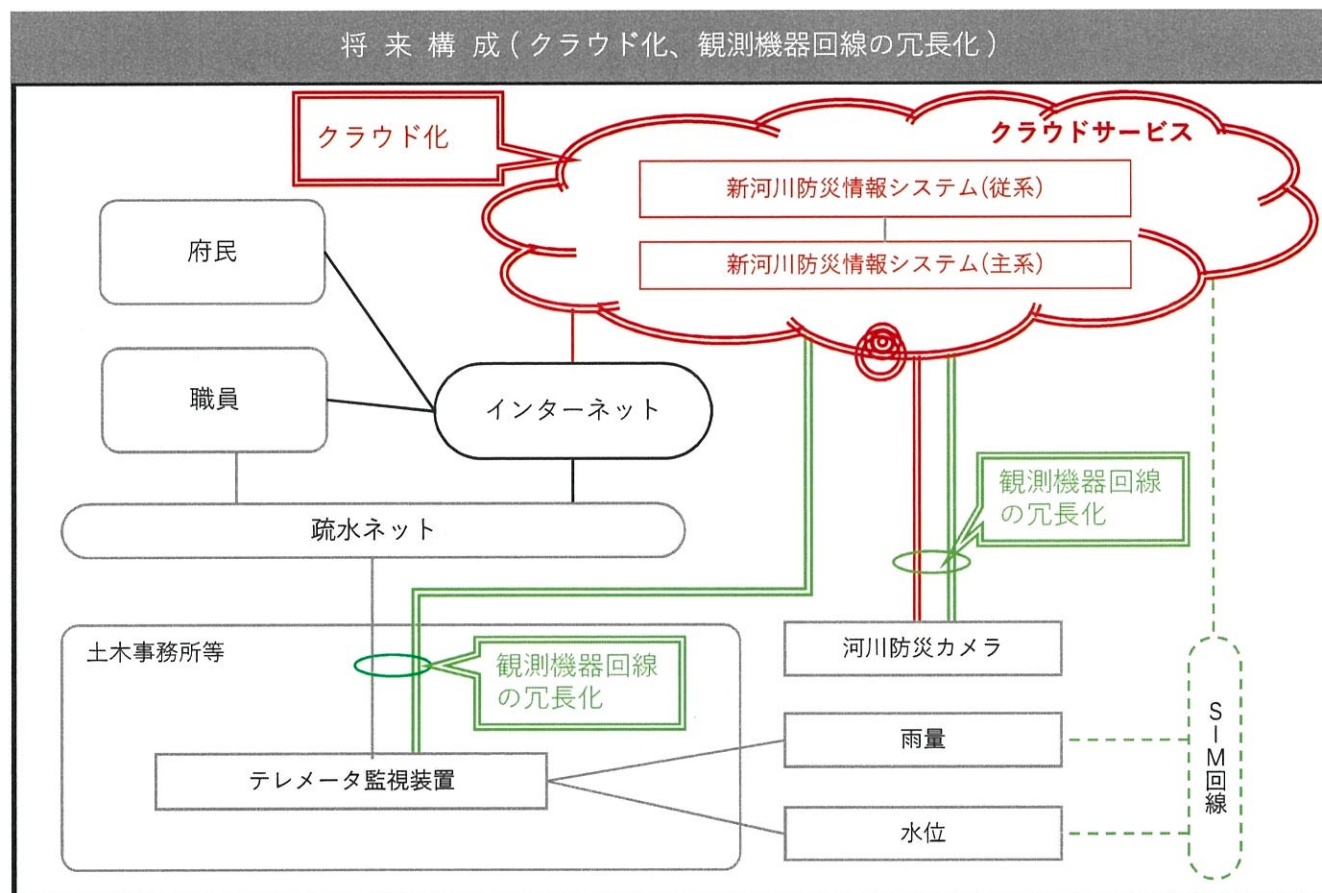 将来構成(クラウド化、観測機器回線の冗長化)
クラウド化
クラウドサービス
新河川防災情報システム(従系)
新河川防災情報システム(主系)
府民
職員
インターネット
疏水ネット
観測機器回線
の冗長化
土木事務所等
観測機器回線
の冗長化
テレメータ監視装置
河川防災カメラ
雨量
水位
SIM回線